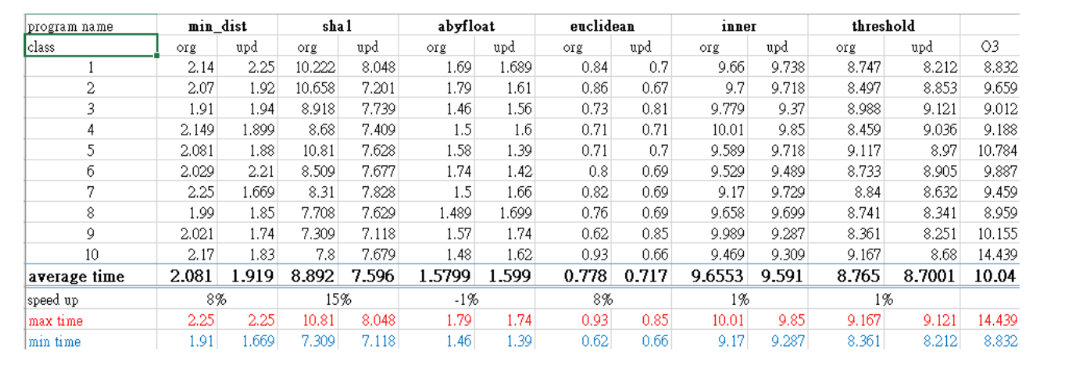 program name min_dist sha1 abyfloat euclidean inner threshold
class org upd org upd org upd org upd org upd org upd O3
1 2.14 2.25 10.222 8.048 1.69 1.689 0.84 0.7 9.66 9.738 8.747 8.212 8.832
2 2.07 1.92 10.658 7.201 1.79 1.61 0.86 0.67 9.7 9.718 8.497 8.853 9.659
3 1.91 1.94 8.918 7.739 1.46 1.56 0.73 0.81 9.779 9.37 8.988 9.121 9.012
4 2.149 1.899 8.68 7.409 1.5 1.6 0.71 0.71 10.01 9.85 8.459 9.036 9.188
5 2.081 1.88 10.81 7.628 1.58 1.39 0.71 0.7 9.589 9.718 9.117 8.97 10.784
6 2.029 2.21 8.509 7.677 1.74 1.42 0.8 0.69 9.529 9.489 8.733 8.905 9.887
7 2.25 1.669 8.31 7.828 1.5 1.66 0.82 0.69 9.17 9.729 8.84 8.632 9.459
8 1.99 1.85 7.708 7.629 1.489 1.699 0.76 0.69 9.658 9.699 8.741 8.341 8.959
9 2.021 1.74 7.309 7.118 1.57 1.74 0.62 0.85 9.989 9.287 8.361 8.251 10.155
10 2.17 1.83 7.8 7.679 1.48 1.62 0.93 0.66 9.469 9.309 9.167 8.68 14.439
average time 2.081 1.919 8.892 7.596 1.5799 1.599 0.778 0.717 9.6553 9.591 8.765 8.7001 10.04
speed up 8% 15% -1% 8% 1% 1%
max time 2.25 2.25 10.81 8.048 1.79 1.74 0.93 0.85 10.01 9.85 9.167 9.121 14.439
min time 1.91 1.669 7.309 7.118 1.46 1.39 0.62 0.66 9.17 9.287 8.361 8.212 8.832